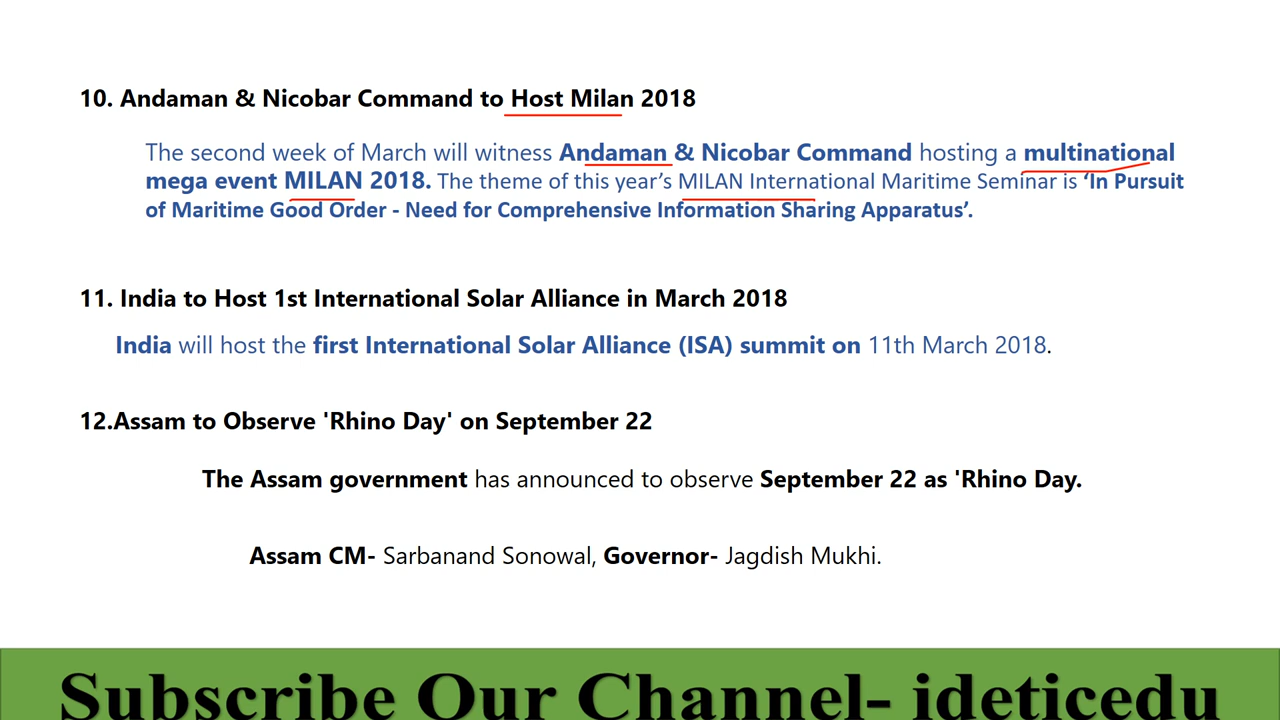 10. Andaman & Nicobar Command to Host Milan 2018
The second week of March will witness Andaman & Nicobar Command hosting a multinational
mega event MILAN 2018. The theme of this year’s MILAN International Maritime Seminar is ‘In Pursuit
of Maritime Good Order - Need for Comprehensive Information Sharing Apparatus’.
11. India to Host 1st International Solar Alliance in March 2018
India will host the first International Solar Alliance (ISA) summit on 11th March 2018.
12.Assam to Observe 'Rhino Day' on September 22
The Assam government has announced to observe September 22 as 'Rhino Day.
Assam CM- Sarbanand Sonowal, Governor- Jagdish Mukhi.
Subscribe Our Channel- ideticedu